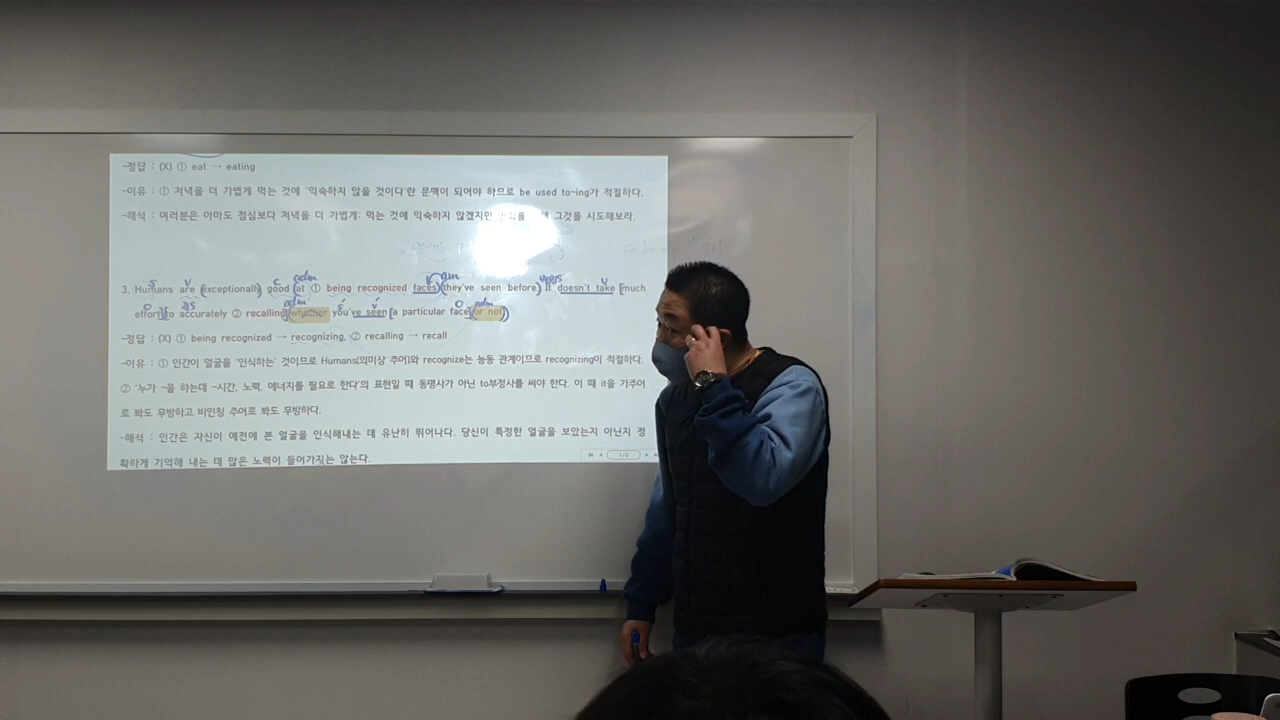 -정답 : (X) ① eat → eating
-이유 : ① 저녁을 더 가볍게 먹는 것에 '익숙하지 않을 것이다'란 문맥이 되어야 하므로 be used to~ing가 적절하다.
-해석 : 여러분은 아마도 점심보다 저녁을 더 가볍게 먹는 것에 익숙하지 않겠지만 그것을 시도해보라.
S V C adm V am V
3. Humans are (exceptionally) good (at ① being recognized faces) (they've seen before) It doesn't take [much
O adm S V O adm
effort] to accurately ② recalling (whether you've seen [a particular face] (or not))
-정답 : (X) ① being recognized → recognizing, ② recalling → recall
-이유 : ① 인간이 얼굴을 '인식하는' 것이므로 Humans(의미상 주어)와 recognize는 능동 관계이므로 recognizing이 적절하다.
② '누가 ~을 하는데 ~시간, 노력, 에너지를 필요로 한다'의 표현일 때 동명사가 아닌 to부정사를 써야 한다. 이 때 it을 가주어
로 봐도 무방하고 비인칭 주어로 봐도 무방하다.
-해석 : 인간은 자신이 예전에 본 얼굴을 인식해내는 데 유난히 뛰어나다. 당신이 특정한 얼굴을 보았는지 아닌지 정
확하게 기억해 내는 데 많은 노력이 들어가지는 않는다.
1/2